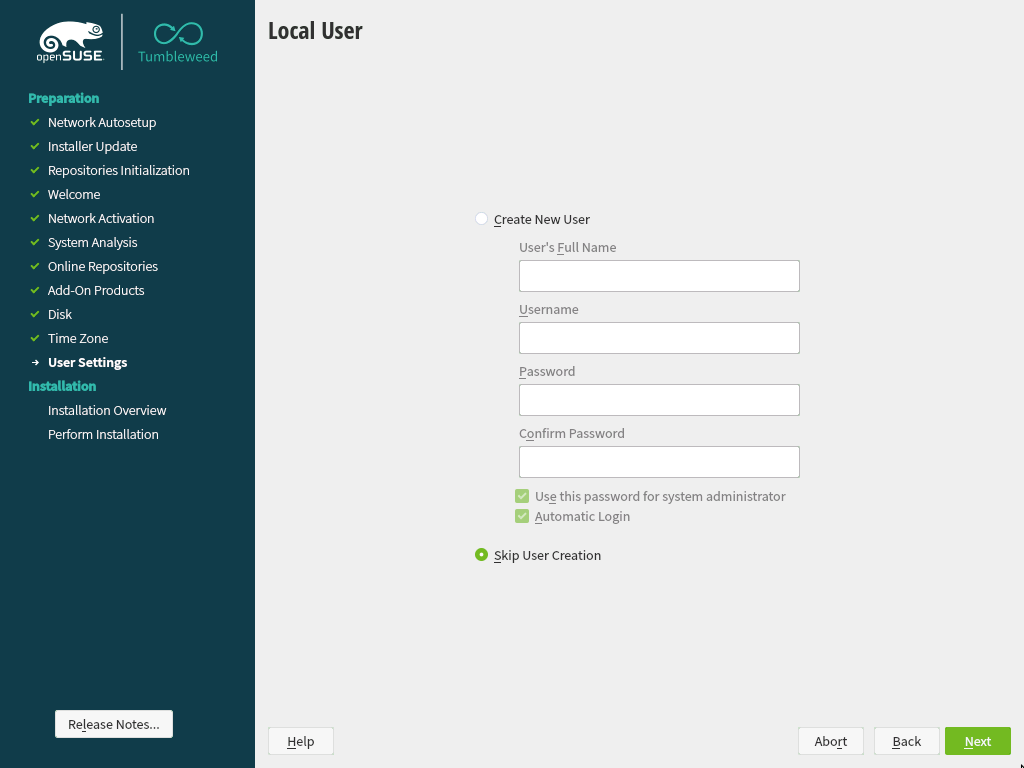 openSUSE
Tumbleweed
Preparation
Network Autosetup
Installer Update
Repositories Initialization
Welcome
Network Activation
System Analysis
Online Repositories
Add-On Products
Disk
Time Zone
User Settings
Installation
Installation Overview
Perform Installation
Release Notes...
Local User
Create New User
User's Full Name
Username
Password
Confirm Password
Use this password for system administrator
Automatic Login
Skip User Creation
Help
Abort
Back
Next